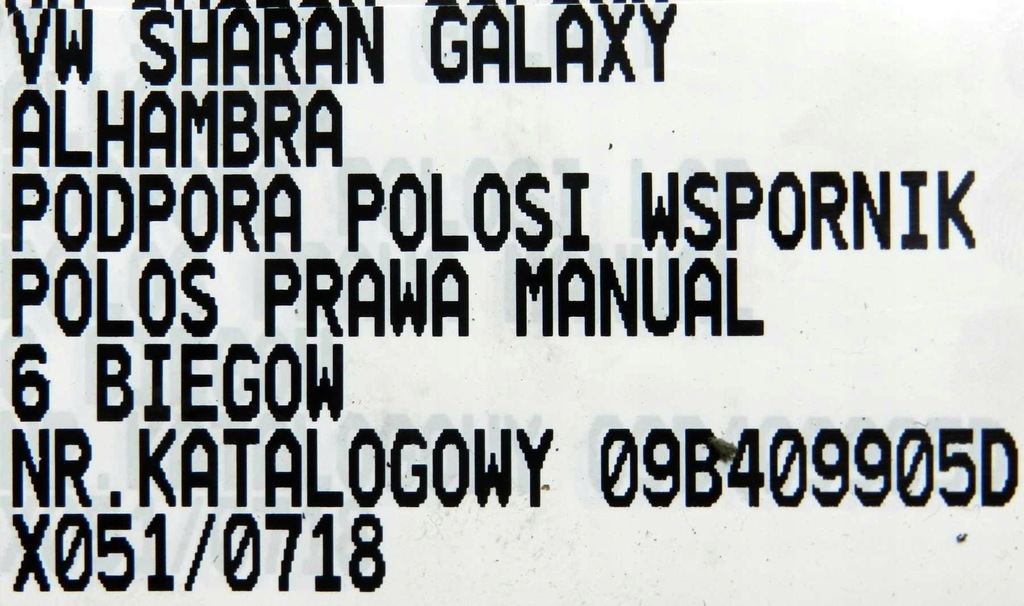 VW SHARAN GALAXY
ALHAMBRA
PODPORA POLOSI WSPORNIK
POLOS PRAWA MANUAL
6 BIEGOW
NR.KATALOGOWY 09B409905D
X051/0718